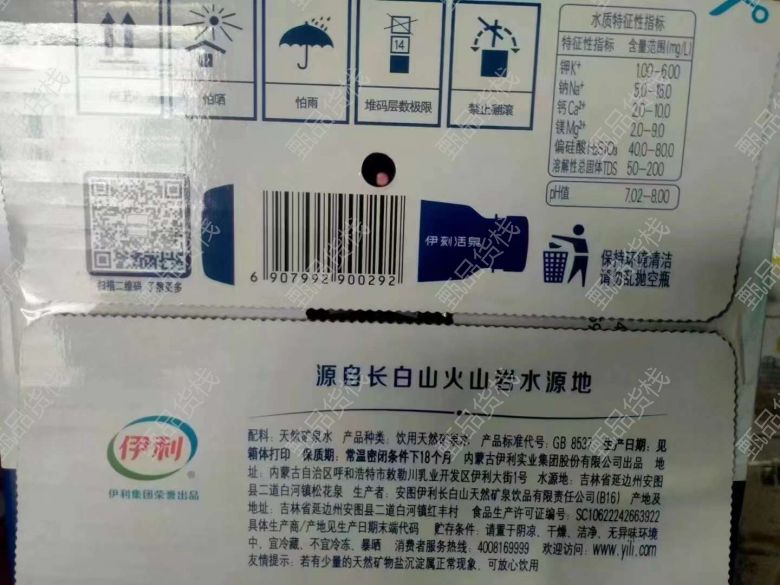 怕晒
怕雨
14
堆码层数极限
禁止翻滚
水质特征性指标
特征性指标 含量范围(mg/L)
钾K⁺ 1.00-6.00
钠Na⁺ 5.0-18.0
钙Ca²⁺ 2.0-10.0
镁Mg²⁺ 2.0-9.0
偏硅酸H₂SiO₃ 40.0-80.0
溶解性总固体TDS 50-200
pH值 7.02-8.00
扫描二维码 了解更多
6 907992 900292
伊刻活泉
保持环境清洁
请勿乱抛空瓶
源自长白山火山岩水源地
伊利
伊利集团荣誉出品
配料：天然矿泉水 产品种类：饮用天然矿泉水 产品标准代号：GB 8537 生产日期：见
箱体打印 保质期：常温密闭条件下18个月 内蒙古伊利实业集团股份有限公司出品 地
址：内蒙古自治区呼和浩特市敕勒川乳业开发区伊利大街1号 水源地：吉林省延边州安图
县二道白河镇松花泉 生产者：安图伊利长白山天然矿泉饮品有限责任公司(B16) 产地及
地址：吉林省延边州安图县二道白河镇红丰村 食品生产许可证编号：SC10622242663922
具体生产商/产地见生产日期末端代码 贮存条件：请置于阴凉、干燥、洁净、无异味环境
中，宜冷藏、不宜冷冻、暴晒 消费者服务热线：4008169999 欢迎访问：www.yili.com
友情提示：若有少量的天然矿物盐沉淀属正常现象，可放心饮用
甄品货栈